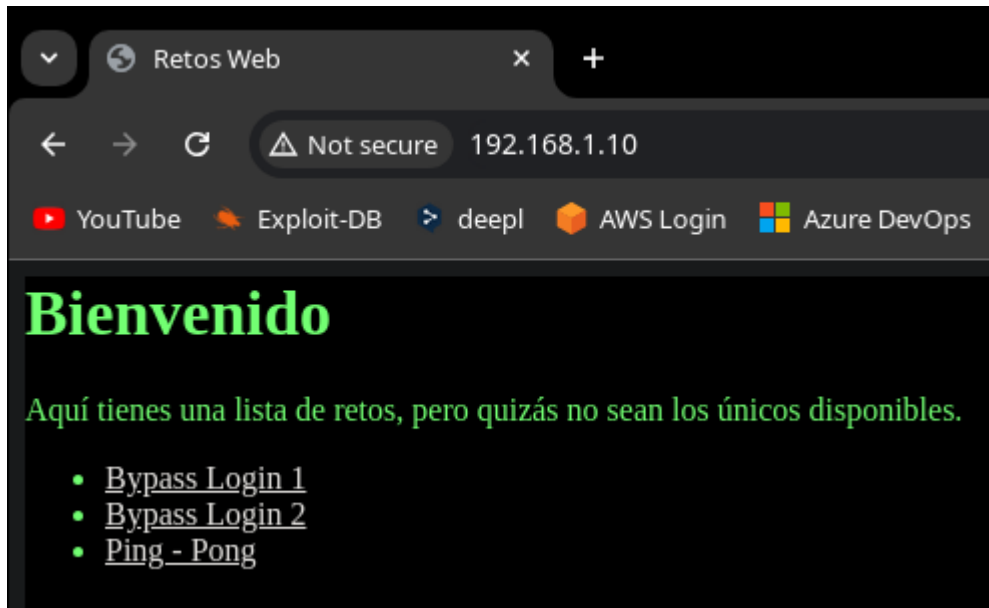 Retos Web
Not secure 192.168.1.10
YouTube Exploit-DB deepl AWS Login Azure DevOps
Bienvenido
Aquí tienes una lista de retos, pero quizás no sean los únicos disponibles.
Bypass Login 1
Bypass Login 2
Ping - Pong